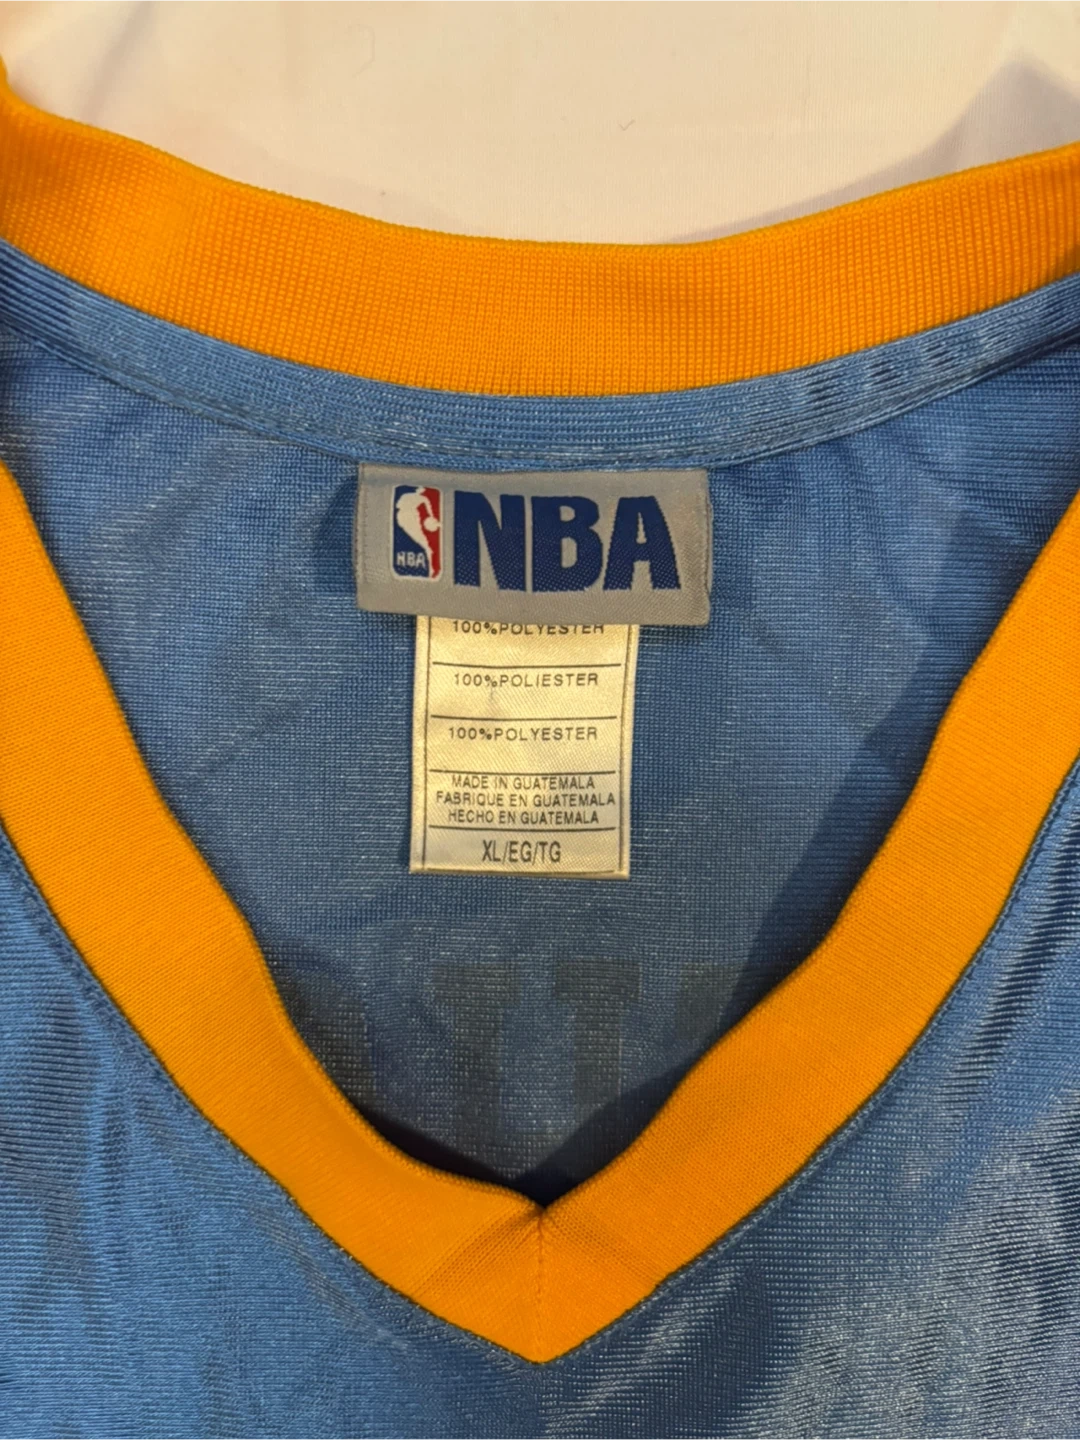 NBA NBA
100%POLYESTER
100%POLIESTER
100%POLYESTER
MADE IN GUATEMALA
FABRIQUE EN GUATEMALA
HECHO EN GUATEMALA
XL/EG/TG